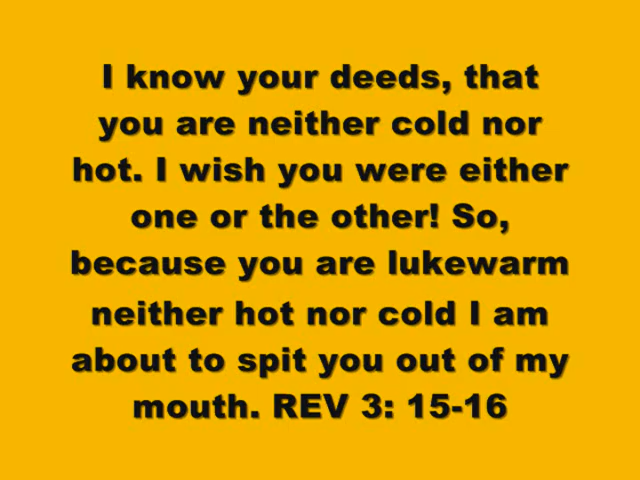 I know your deeds, that
you are neither cold nor
hot. I wish you were either
one or the other! So,
because you are lukewarm
neither hot nor cold I am
about to spit you out of my
mouth. REV 3: 15-16